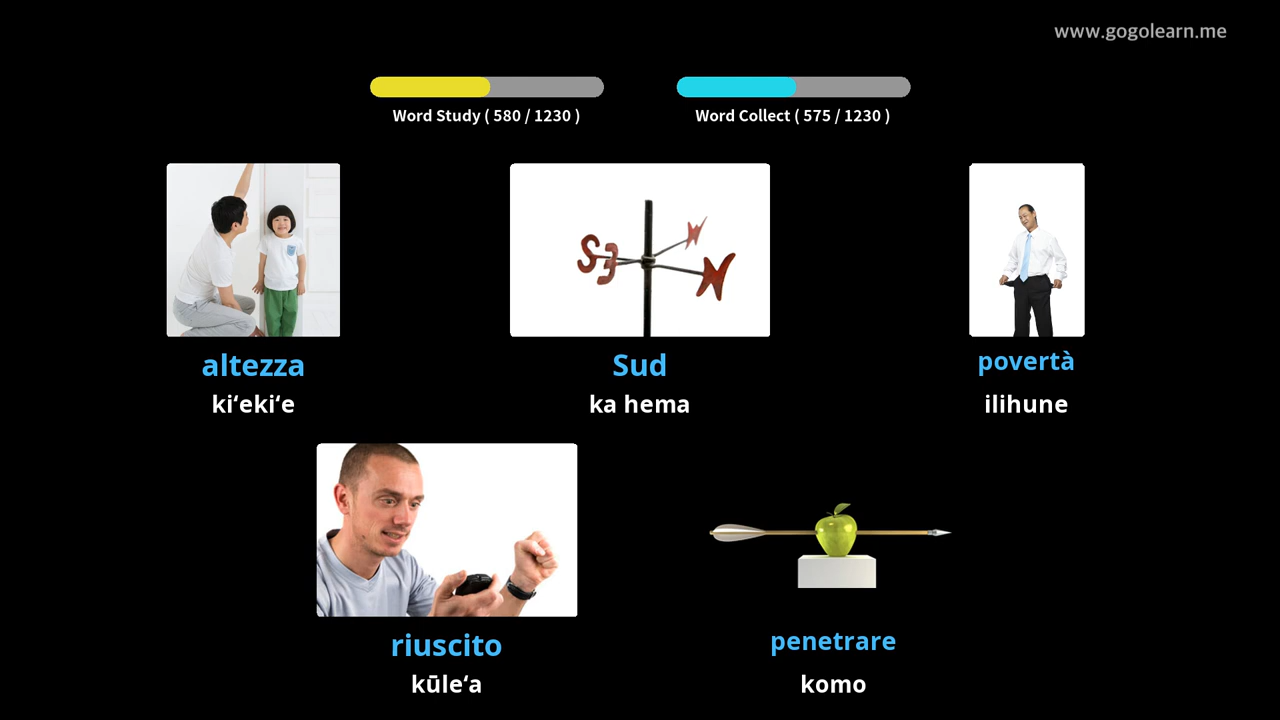 www.gogolearn.me
Word Study ( 580 / 1230 )
Word Collect ( 575 / 1230 )
altezza
kiʻekiʻe
Sud
ka hema
povertà
ilihune
riuscito
kūleʻa
penetrare
komo